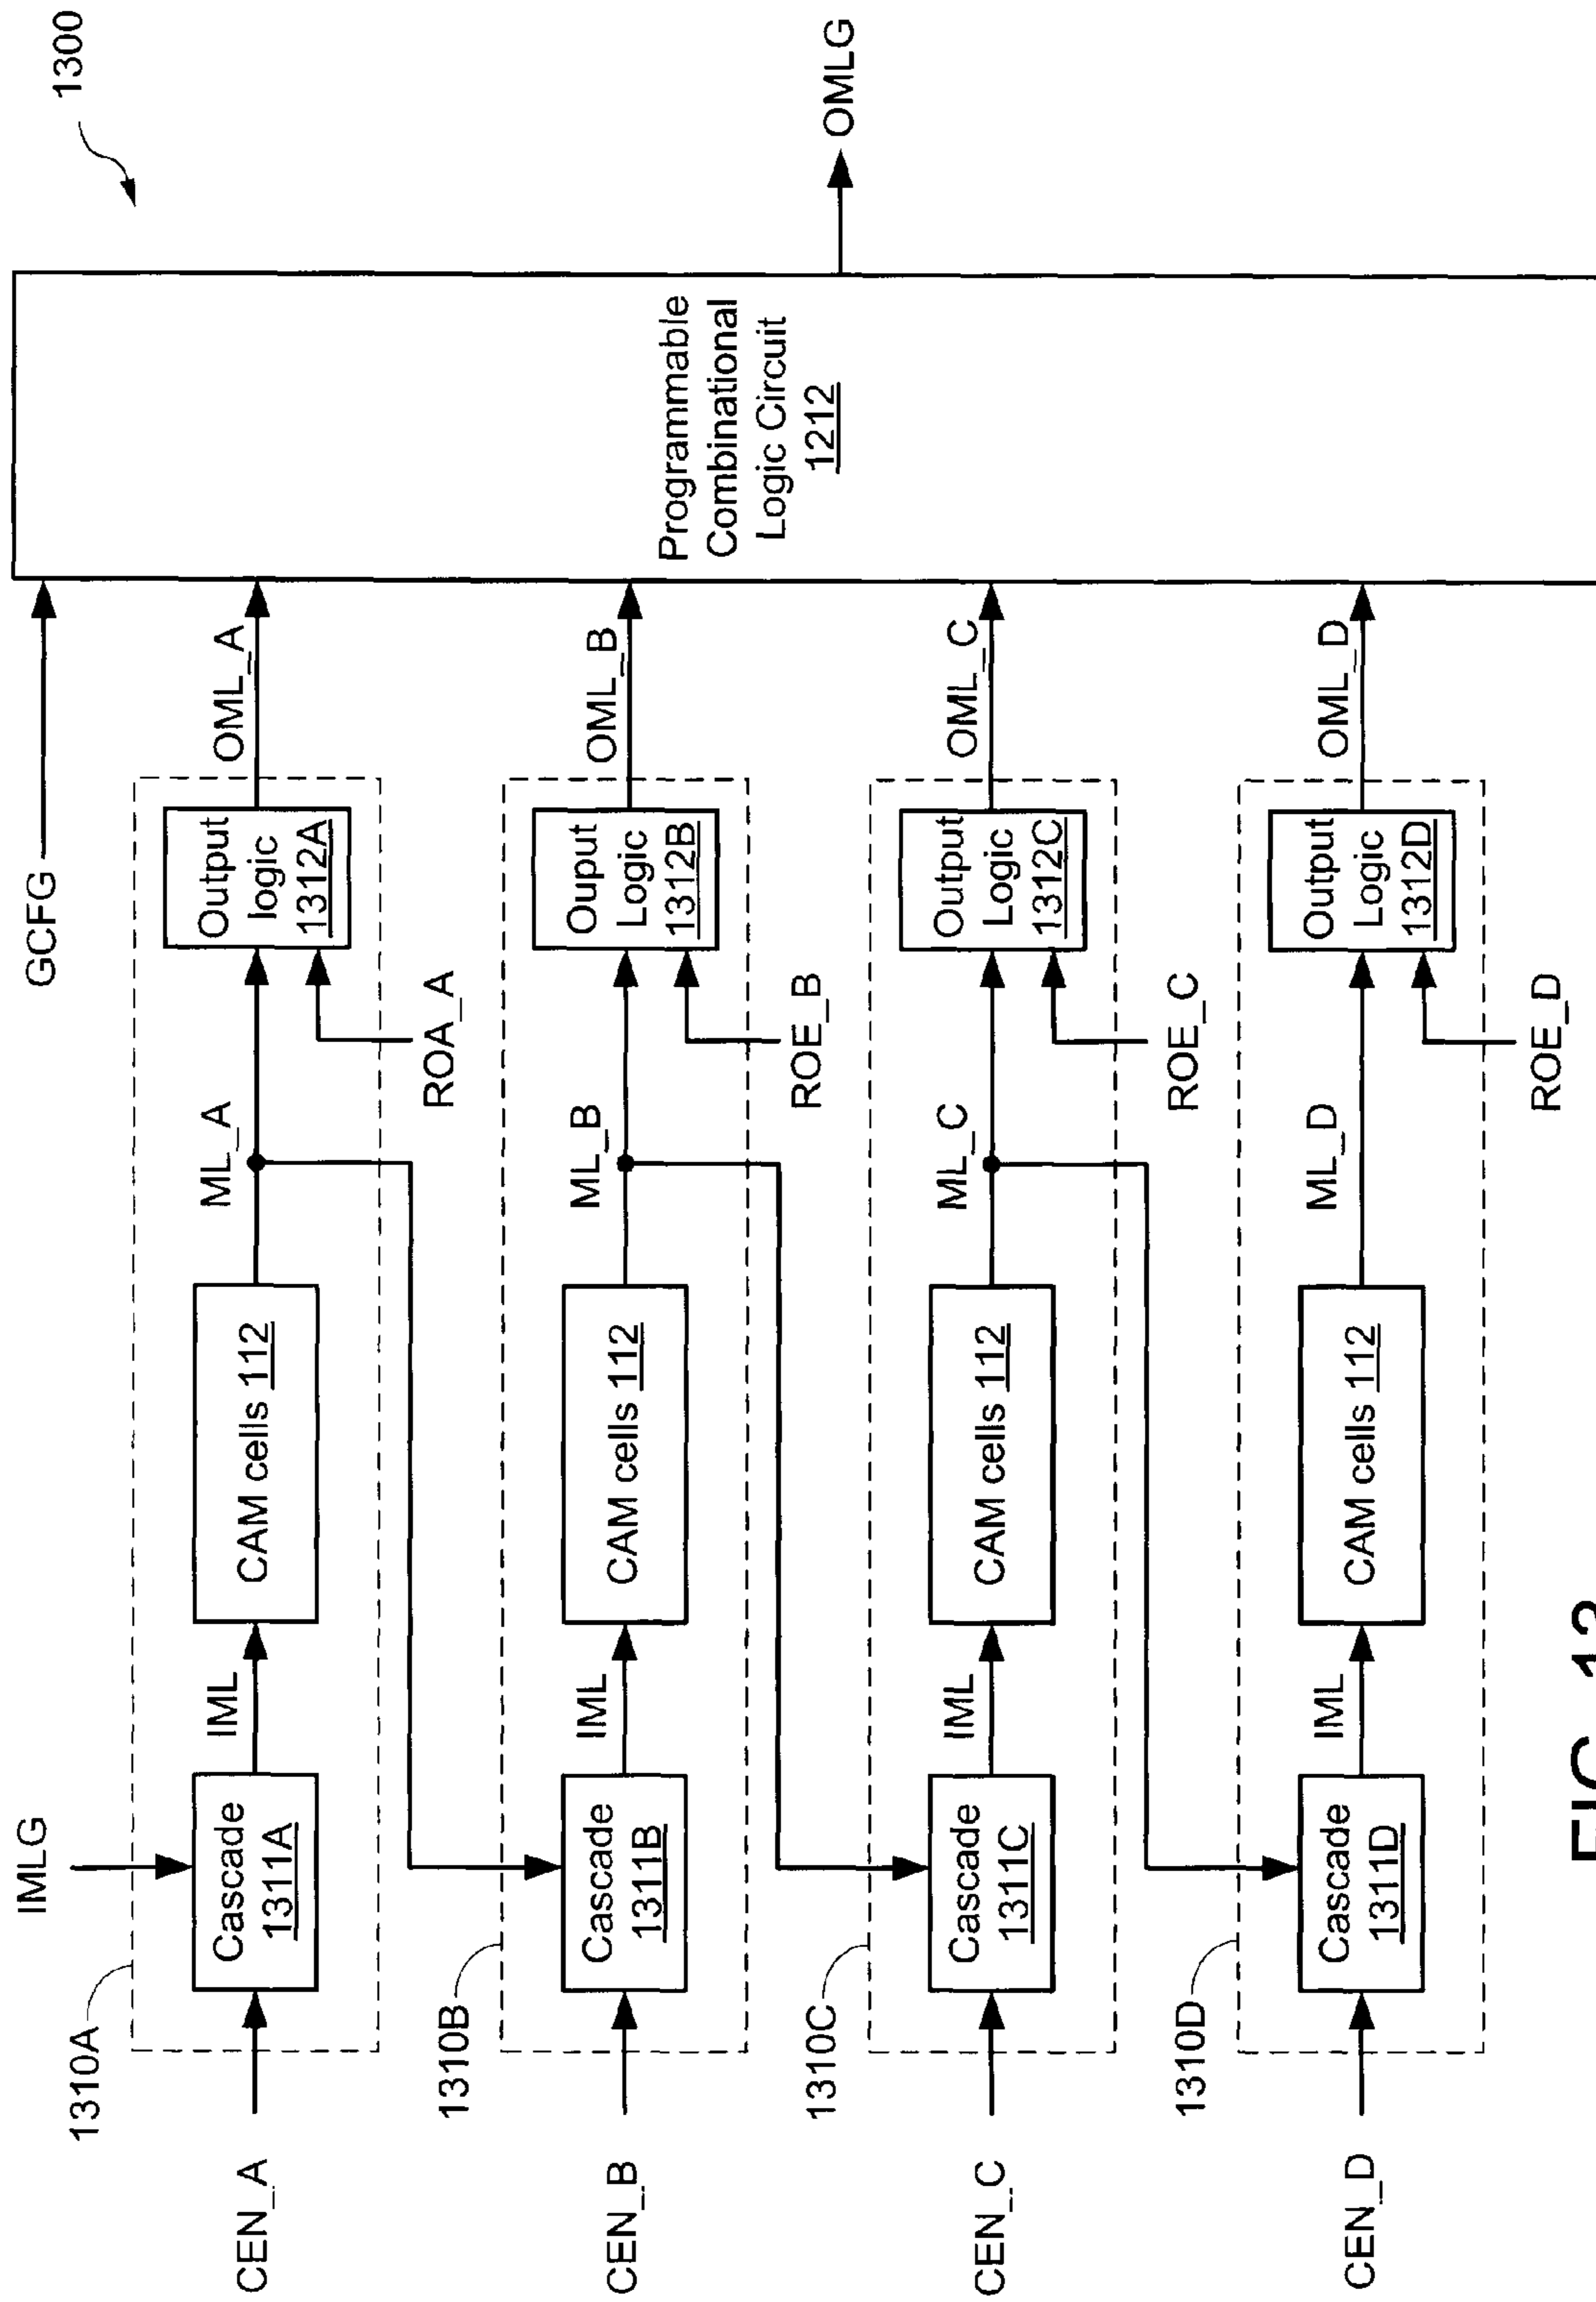 1300
IMLG
GCFG
1310A
CEN_A
Cascade
1311A
IML
CAM cells 112
ML_A
ROA_A
Output
logic
1312A
OML_A
1310B
CEN_B
Cascade
1311B
IML
CAM cells 112
ML_B
ROE_B
Ouput
Logic
1312B
OML_B
1310C
CEN_C
Cascade
1311C
IML
CAM cells 112
ML_C
ROE_C
Output
Logic
1312C
OML_C
1310D
CEN_D
Cascade
1311D
IML
CAM cells 112
ML_D
ROE_D
Output
Logic
1312D
OML_D
Programmable
Combinational
Logic Circuit
1212
OMLG
FIG. 13